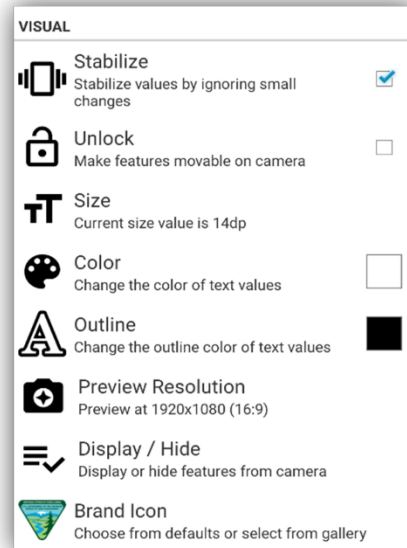 VISUAL
Stabilize
Stabilize values by ignoring small
changes
Unlock
Make features movable on camera
Size
Current size value is 14dp
Color
Change the color of text values
Outline
Change the outline color of text values
Preview Resolution
Preview at 1920x1080 (16:9)
Display / Hide
Display or hide features from camera
Brand Icon
Choose from defaults or select from gallery